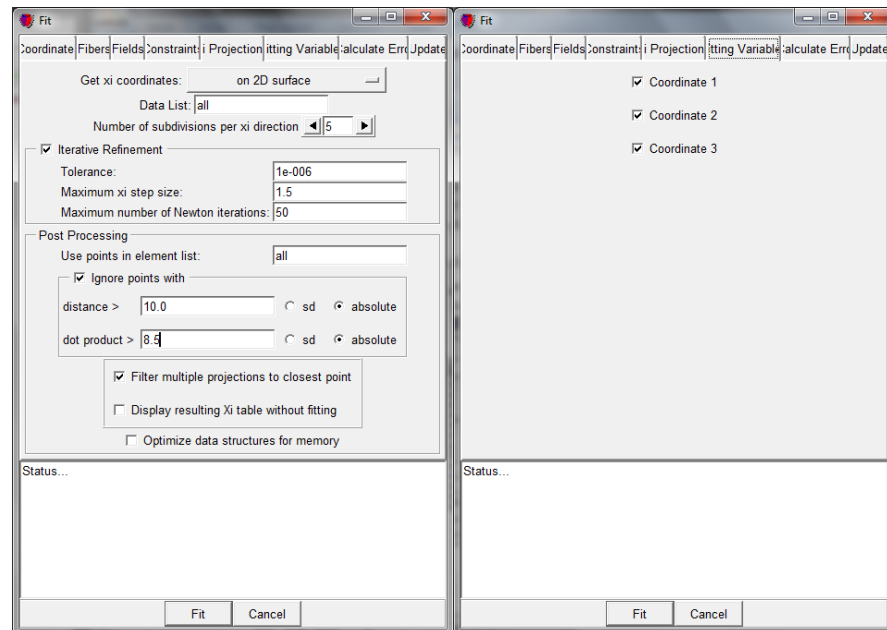 Fit
Coordinate Fibers Fields Constraints i Projection itting Variable Calculate Erro Update
Get xi coordinates: on 2D surface
Data List: all
Number of subdivisions per xi direction 5
Iterative Refinement
Tolerance: 1e-006
Maximum xi step size: 1.5
Maximum number of Newton iterations: 50
Post Processing
Use points in element list: all
Ignore points with
distance > 10.0 sd absolute
dot product > 8.5 sd absolute
Filter multiple projections to closest point
Display resulting Xi table without fitting
Optimize data structures for memory
Status...
Fit Cancel
Fit
Coordinate Fibers Fields Constraints i Projection itting Variable Calculate Erro Update
Coordinate 1
Coordinate 2
Coordinate 3
Status...
Fit Cancel